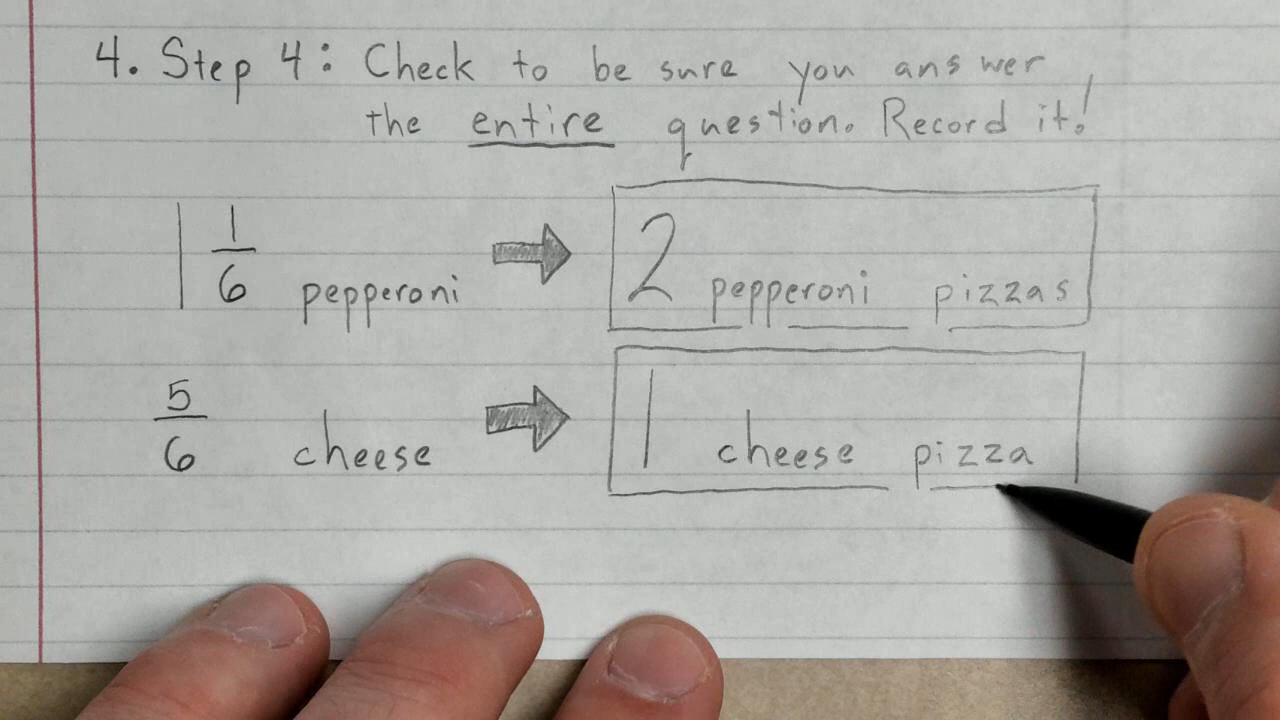 4. Step 4: Check to be sure you answer
the entire question. Record it!
1 1/6 pepperoni → 2 pepperoni pizzas
5/6 cheese → 1 cheese pizza